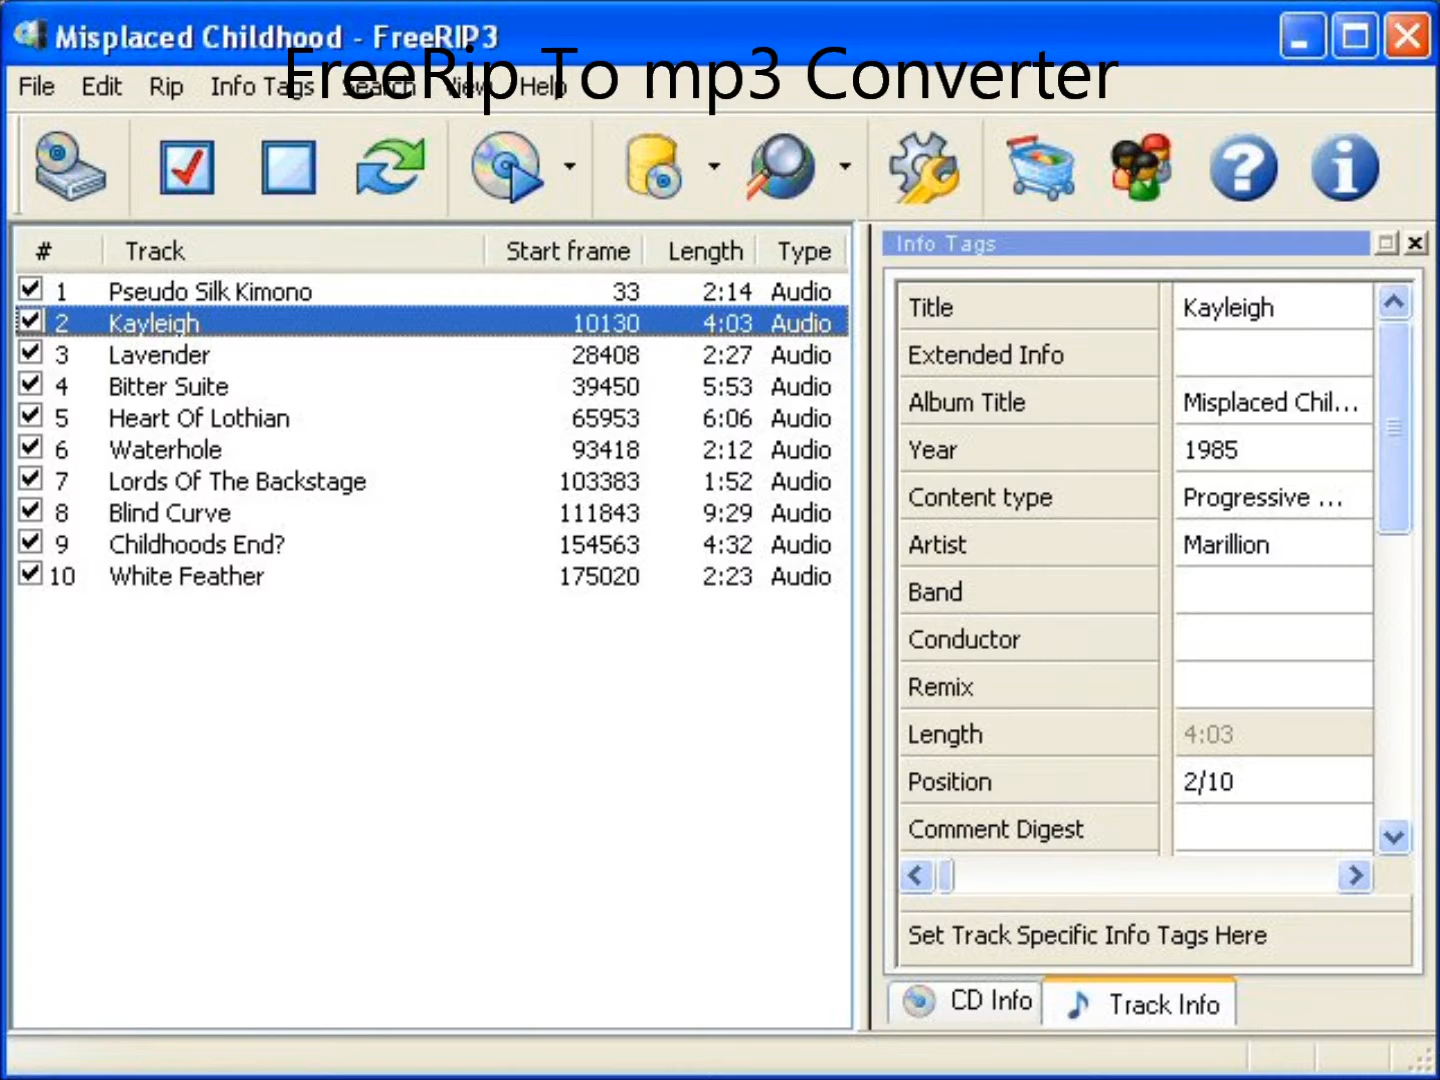 Misplaced Childhood - FreeRIP3
FreeRip To mp3 Converter
File Edit Rip Info Tags Search View Help
# Track Start frame Length Type
1 Pseudo Silk Kimono 33 2:14 Audio
2 Kayleigh 10130 4:03 Audio
3 Lavender 28408 2:27 Audio
4 Bitter Suite 39450 5:53 Audio
5 Heart Of Lothian 65953 6:06 Audio
6 Waterhole 93418 2:12 Audio
7 Lords Of The Backstage 103383 1:52 Audio
8 Blind Curve 111843 9:29 Audio
9 Childhoods End? 154563 4:32 Audio
10 White Feather 175020 2:23 Audio
Info Tags
Title Kayleigh
Extended Info
Album Title Misplaced Chil...
Year 1985
Content type Progressive ...
Artist Marillion
Band
Conductor
Remix
Length 4:03
Position 2/10
Comment Digest
Set Track Specific Info Tags Here
CD Info Track Info